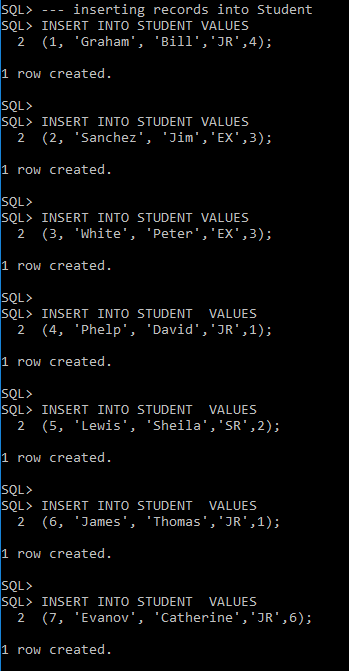 SQL> --- inserting records into Student
SQL> INSERT INTO STUDENT VALUES
  2  (1, 'Graham', 'Bill','JR',4);
1 row created.
SQL>
SQL> INSERT INTO STUDENT VALUES
  2  (2, 'Sanchez', 'Jim','EX',3);
1 row created.
SQL>
SQL> INSERT INTO STUDENT VALUES
  2  (3, 'White', 'Peter','EX',3);
1 row created.
SQL>
SQL> INSERT INTO STUDENT  VALUES
  2  (4, 'Phelp', 'David','JR',1);
1 row created.
SQL>
SQL> INSERT INTO STUDENT  VALUES
  2  (5, 'Lewis', 'Sheila','SR',2);
1 row created.
SQL>
SQL> INSERT INTO STUDENT  VALUES
  2  (6, 'James', 'Thomas','JR',1);
1 row created.
SQL>
SQL> INSERT INTO STUDENT  VALUES
  2  (7, 'Evanov', 'Catherine','JR',6);
1 row created.